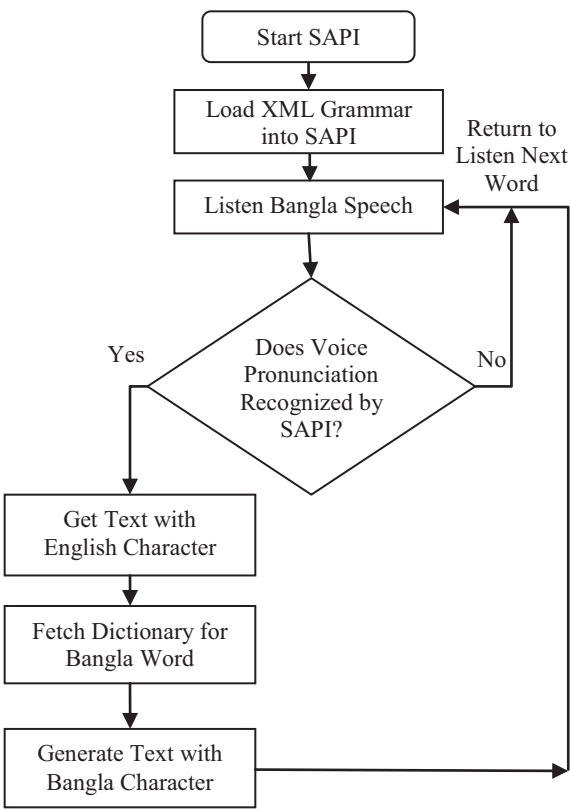 Start SAPI
Load XML Grammar
into SAPI
Return to
Listen Next
Word
Listen Bangla Speech
Does Voice
Pronunciation
Recognized by
SAPI?
Yes
No
Get Text with
English Character
Fetch Dictionary for
Bangla Word
Generate Text with
Bangla Character